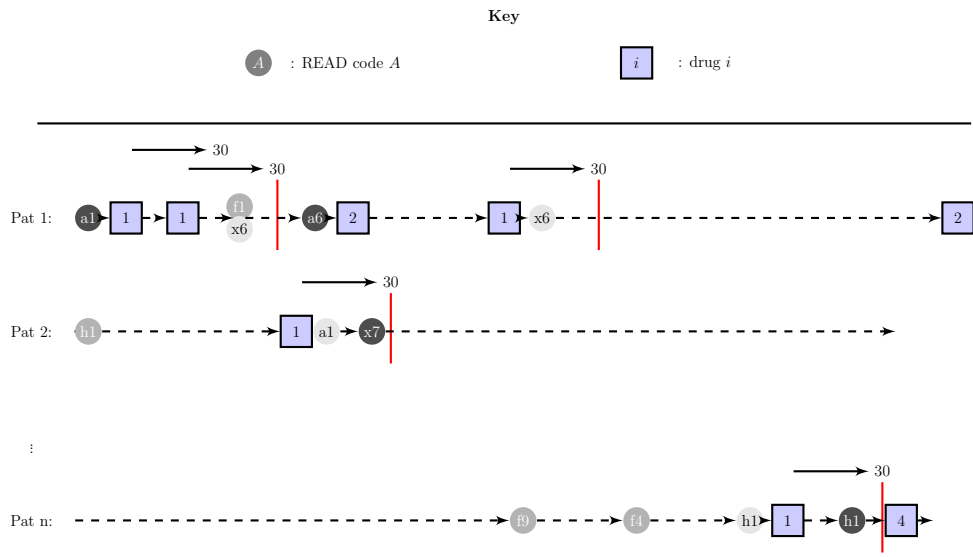 Key
A : READ code A
i : drug i
30
30 30
Pat 1: a1 1 1 f1 x6 a6 2 1 x6 2
30
Pat 2: h1 1 a1 x7
⋮
30
Pat n: f9 f4 h1 1 h1 4